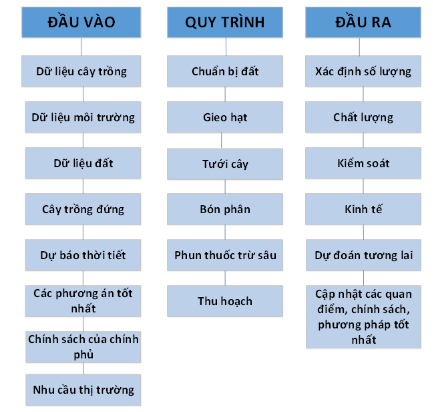 ĐẦU VÀO
Dữ liệu cây trồng
Dữ liệu môi trường
Dữ liệu đất
Cây trồng đứng
Dự báo thời tiết
Các phương án tốt
nhất
Chính sách của chính
phủ
Nhu cầu thị trường
QUY TRÌNH
Chuẩn bị đất
Gieo hạt
Tưới cây
Bón phân
Phun thuốc trừ sâu
Thu hoạch
ĐẦU RA
Xác định số lượng
Chất lượng
Kiểm soát
Kinh tế
Dự đoán tương lai
Cập nhật các quan
điểm, chính sách,
phương pháp tốt
nhất